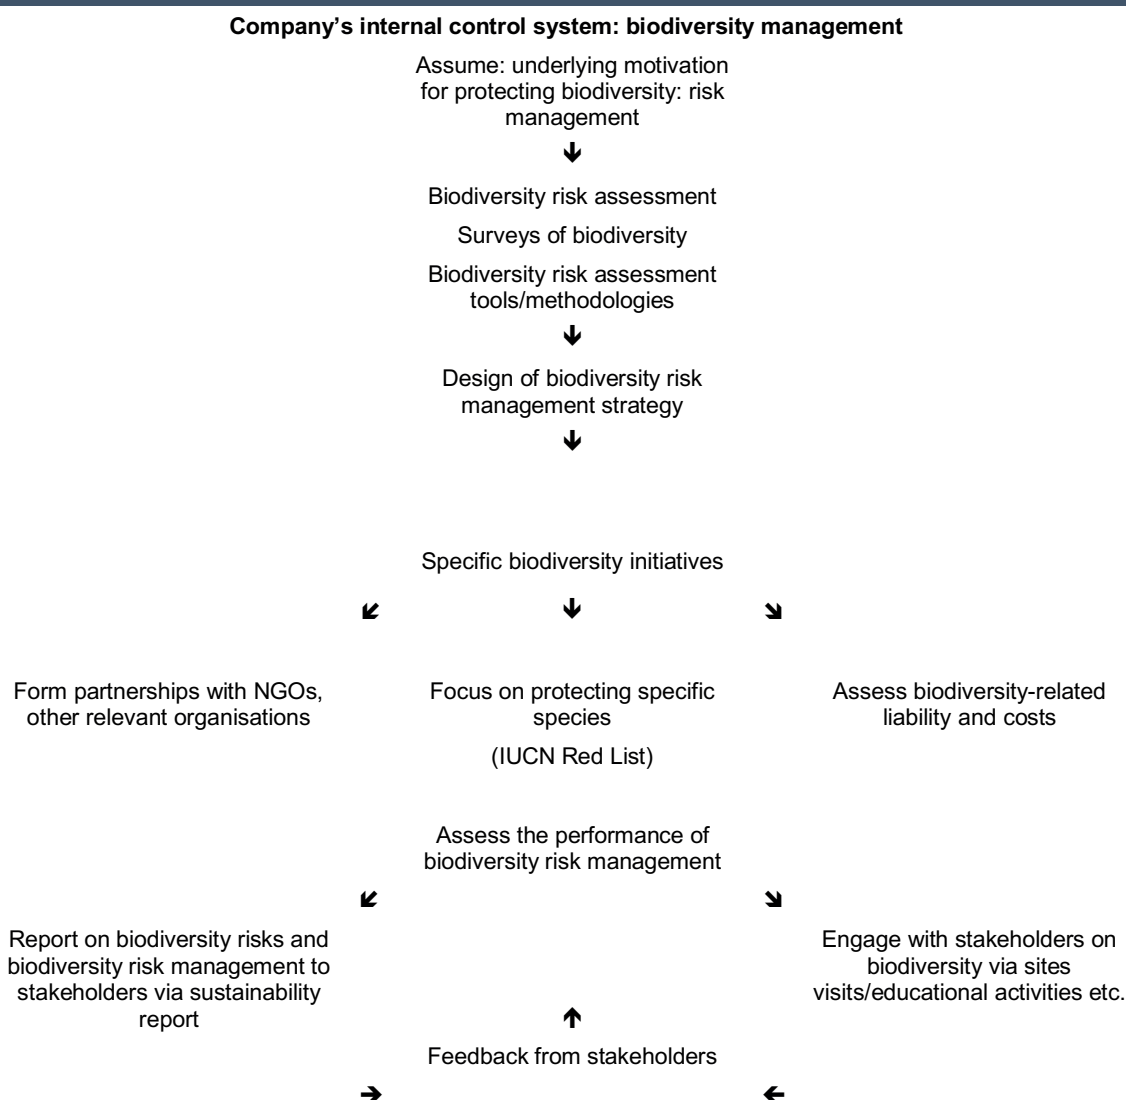 Company’s internal control system: biodiversity management
Assume: underlying motivation
for protecting biodiversity: risk
management
🡻
Biodiversity risk assessment
Surveys of biodiversity
Biodiversity risk assessment
tools/methodologies
🡻
Design of biodiversity risk
management strategy
🡻
Specific biodiversity initiatives
🡿 🡻 🡾
Form partnerships with NGOs,
other relevant organisations
Focus on protecting specific
species
(IUCN Red List)
Assess biodiversity-related
liability and costs
Assess the performance of
biodiversity risk management
🡿 🡾
Report on biodiversity risks and
biodiversity risk management to
stakeholders via sustainability
report
Engage with stakeholders on
biodiversity via sites
visits/educational activities etc.
🡹
Feedback from stakeholders
🡺 🡸